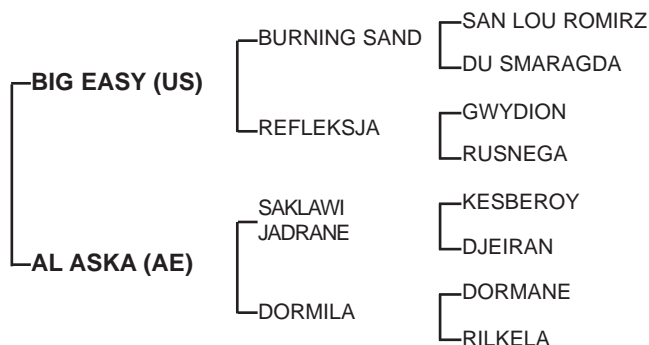 BIG EASY (US)
BURNING SAND
SAN LOU ROMIRZ
DU SMARAGDA
REFLEKSJA
GWYDION
RUSNEGA
AL ASKA (AE)
SAKLAWI
JADRANE
KESBEROY
DJEIRAN
DORMILA
DORMANE
RILKELA